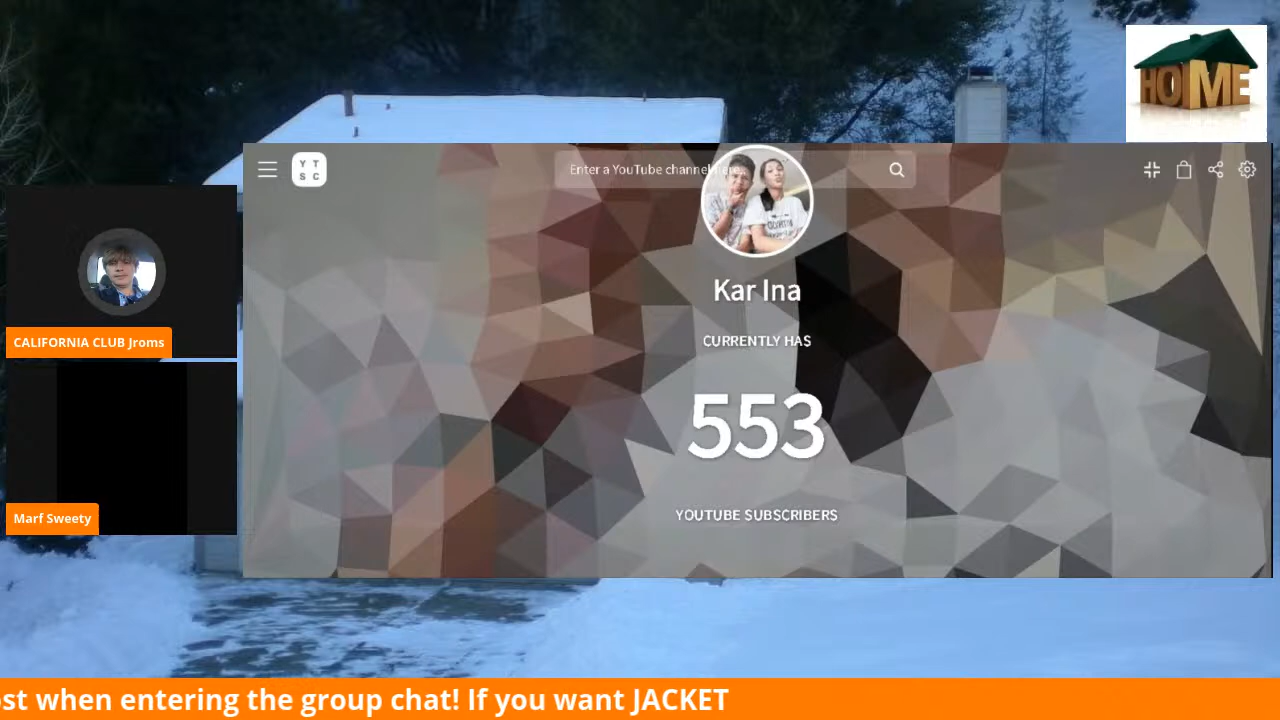 HOME
Y T
S C
Enter a YouTube channel here...
Kar Ina
CURRENTLY HAS
553
YOUTUBE SUBSCRIBERS
CALIFORNIA CLUB Jroms
Marf Sweety
st when entering the group chat! If you want JACKET